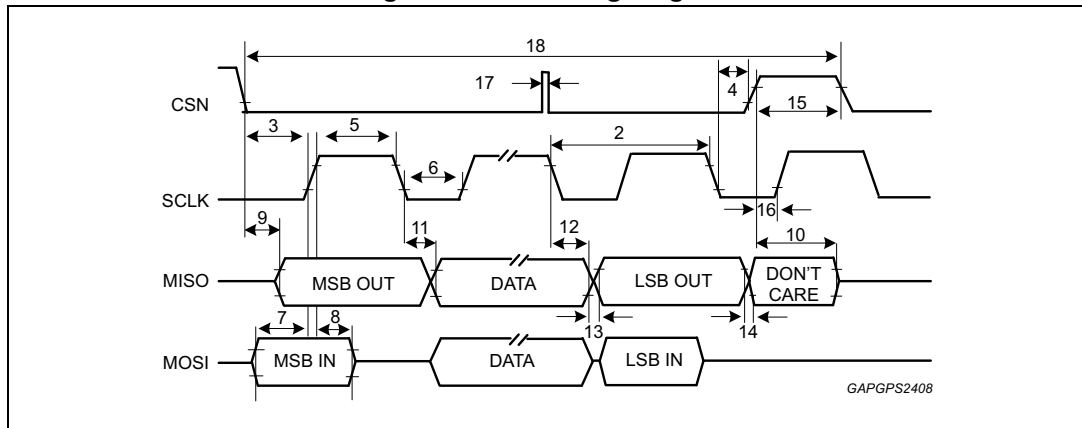 18
CSN
17
4
15
3
5
2
6
SCLK
16
9
11
12
10
MISO
MSB OUT
DATA
LSB OUT
DON'T
CARE
7
8
13
14
MOSI
MSB IN
DATA
LSB IN
GAPGPS2408